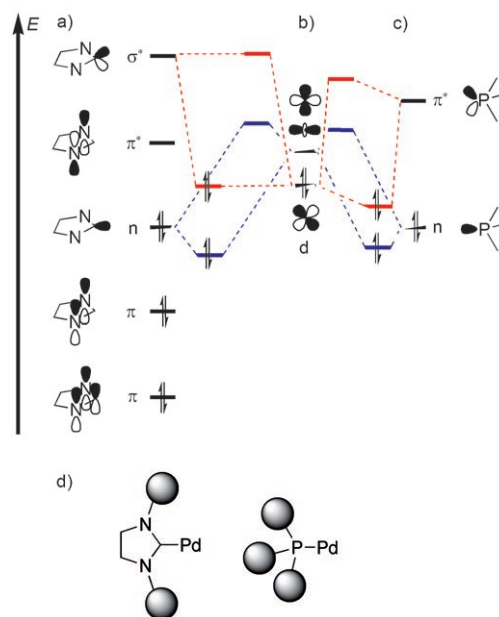 E a) b) c)
N N σ* π* P
N N π* 
N N n d n P
N N π
N N π
d)
N Pd P Pd
N